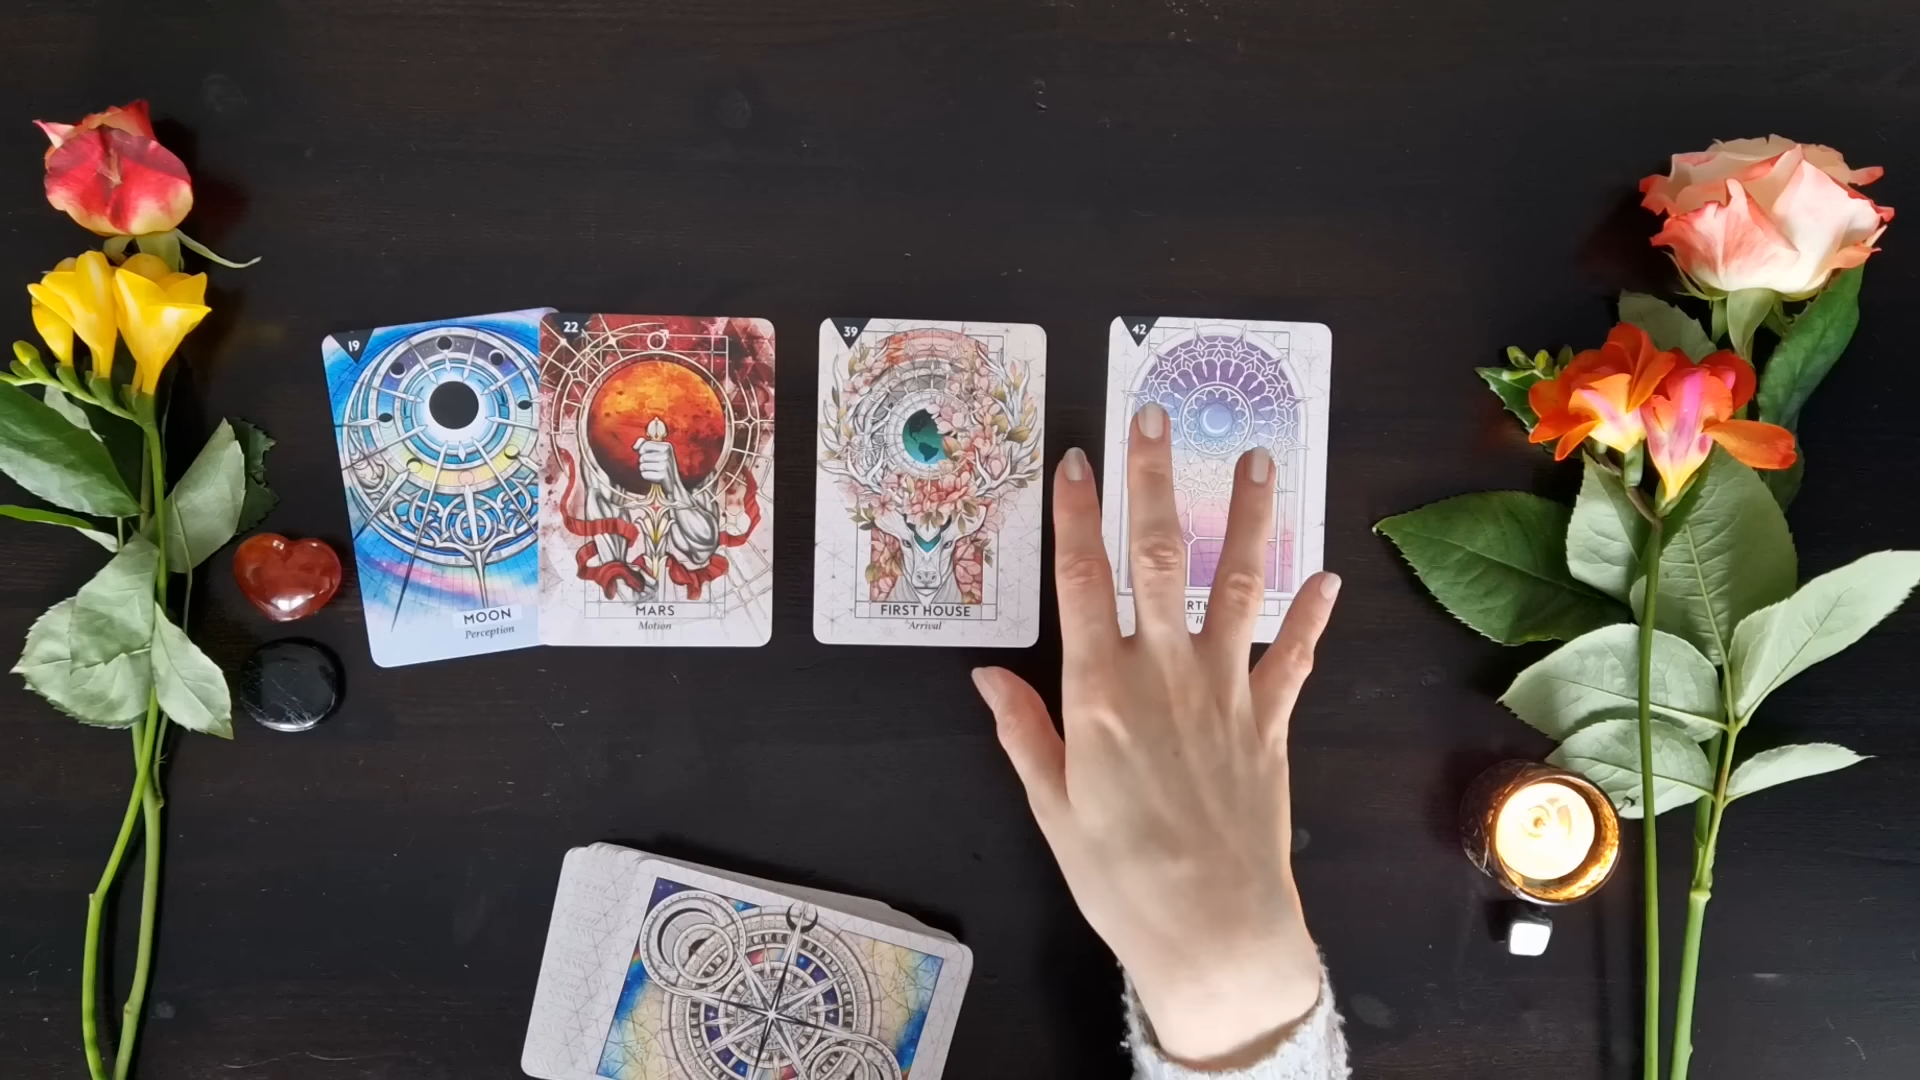 19
MOON
Perception
22
MARS
Motion
39
FIRST HOUSE
Arrival
42